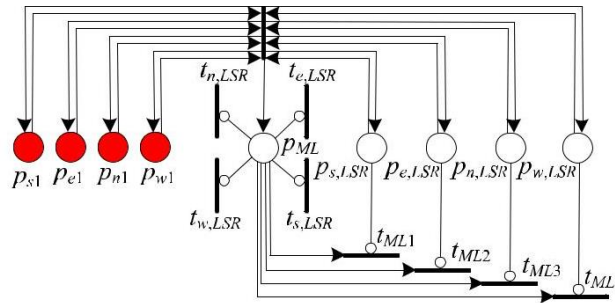 t_{n,LSR} t_{e,LSR}
p_{ML}
p_{s1} p_{e1} p_{n1} p_{w1} p_{s,LSR} p_{e,LSR} p_{n,LSR} p_{w,LSR}
t_{w,LSR} t_{s,LSR}
t_{ML1}
t_{ML2}
t_{ML3}
t_{ML}